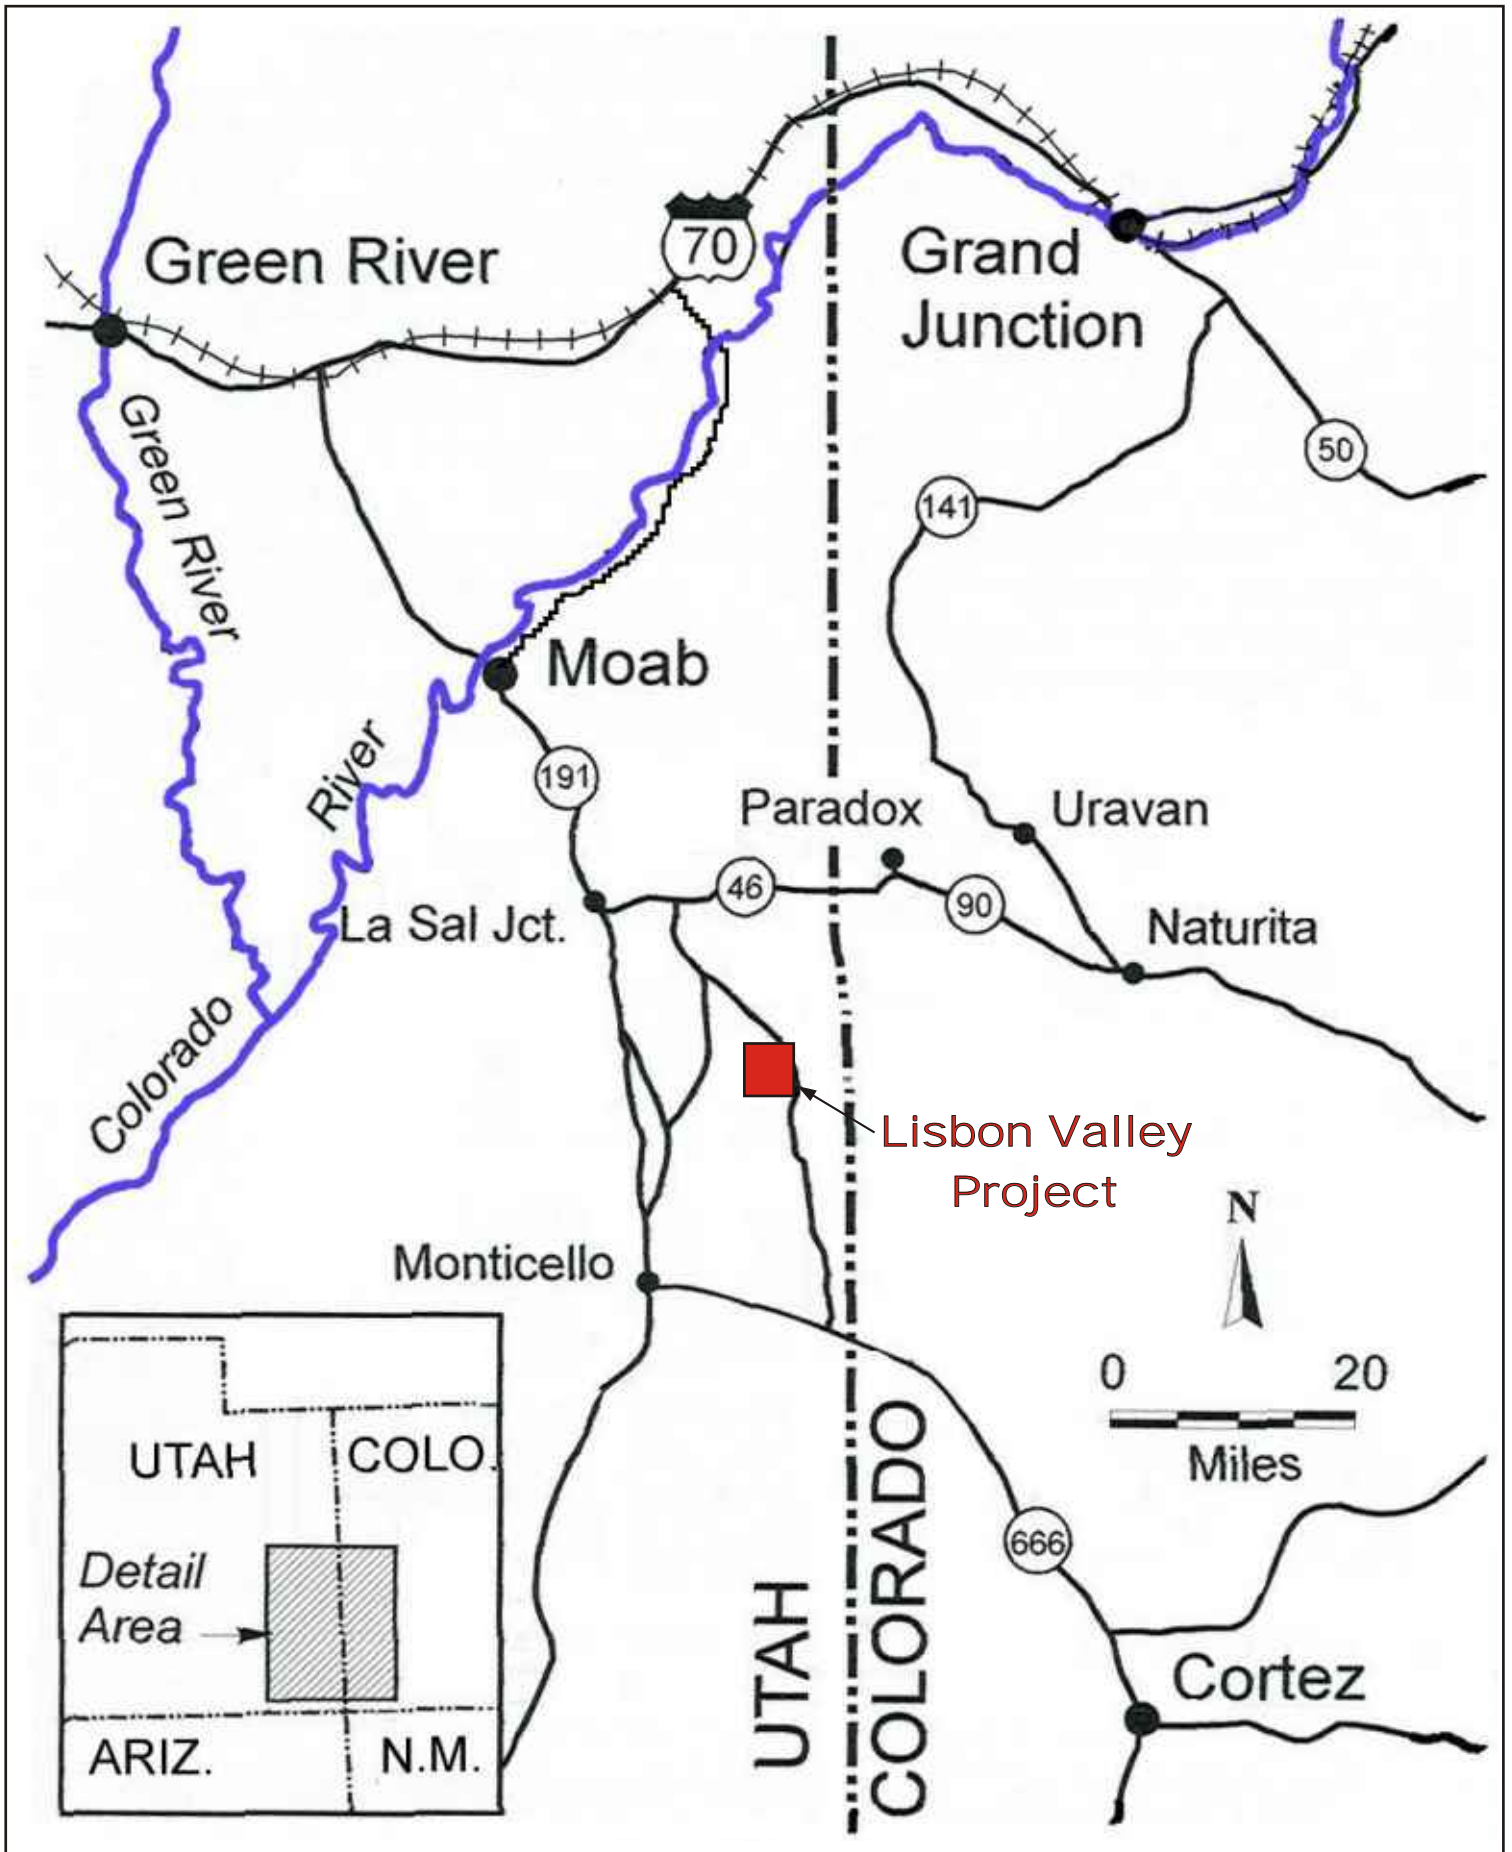 Green River
70
Grand
Junction
Green River
50
141
Moab
191
River
Paradox
Uravan
46
90
La Sal Jct.
Naturita
Colorado
Lisbon Valley
Project
N
Monticello
0 20
Miles
UTAH
COLO.
Detail
Area
ARIZ.
N.M.
UTAH
COLORADO
666
Cortez